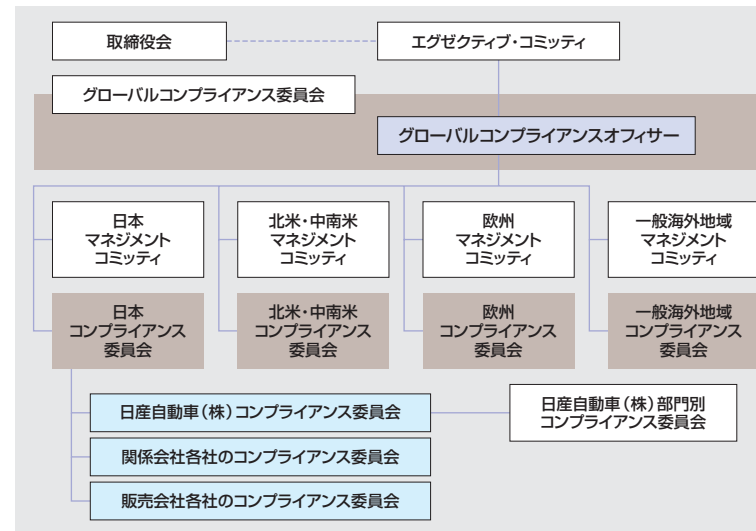 取締役会
エグゼクティブ・コミッティ
グローバルコンプライアンス委員会
グローバルコンプライアンスオフィサー
日本
マネジメント
コミッティ
北米・中南米
マネジメント
コミッティ
欧州
マネジメント
コミッティ
一般海外地域
マネジメント
コミッティ
日本
コンプライアンス
委員会
北米・中南米
コンプライアンス
委員会
欧州
コンプライアンス
委員会
一般海外地域
コンプライアンス
委員会
日産自動車(株)コンプライアンス委員会
日産自動車(株)部門別
コンプライアンス委員会
関係会社各社のコンプライアンス委員会
販売会社各社のコンプライアンス委員会